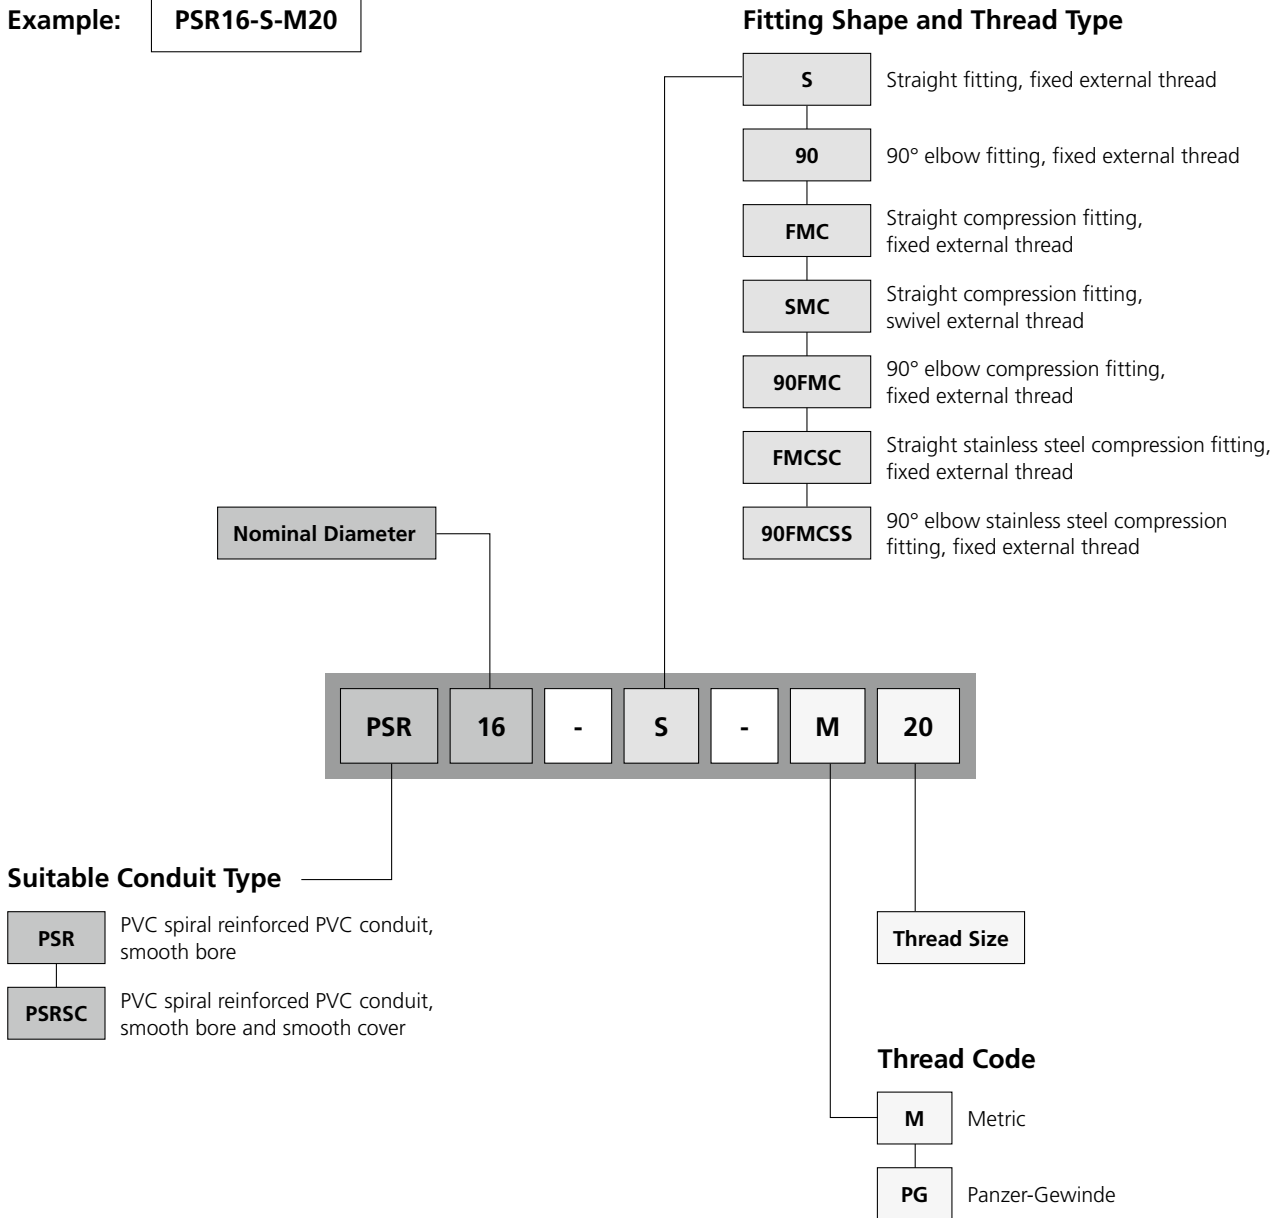 Example: PSR16-S-M20
Fitting Shape and Thread Type
S Straight fitting, fixed external thread
90 90° elbow fitting, fixed external thread
FMC Straight compression fitting,
fixed external thread
SMC Straight compression fitting,
swivel external thread
90FMC 90° elbow compression fitting,
fixed external thread
FMCSC Straight stainless steel compression fitting,
fixed external thread
90FMCSS 90° elbow stainless steel compression
fitting, fixed external thread
Nominal Diameter
PSR 16 - S - M 20
Suitable Conduit Type
PSR PVC spiral reinforced PVC conduit,
smooth bore
PSRSC PVC spiral reinforced PVC conduit,
smooth bore and smooth cover
Thread Size
Thread Code
M Metric
PG Panzer-Gewinde